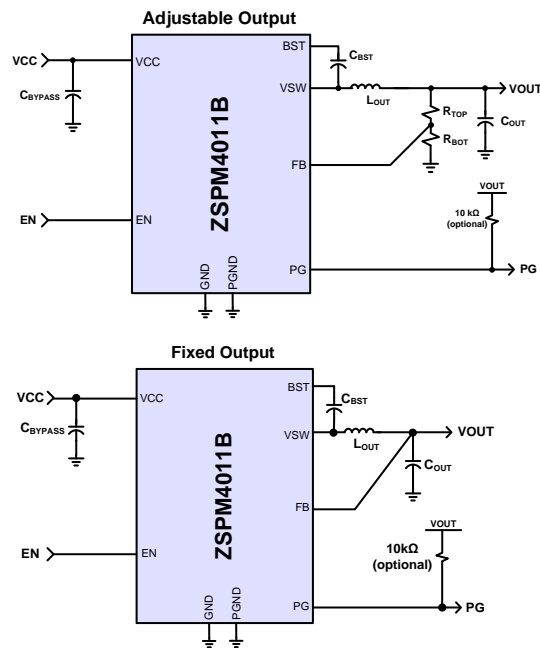 Adjustable Output
BST
CBST
VCC
VCC
VSW
VOUT
LOUT
CBYPASS
RTOP
COUT
RBOT
ZSPM4011B
FB
VOUT
10 kΩ
(optional)
EN
EN
PG
PG
GND
PGND
Fixed Output
BST
CBST
VCC
VCC
VSW
VOUT
LOUT
CBYPASS
COUT
ZSPM4011B
FB
VOUT
10kΩ
(optional)
EN
EN
PG
PG
GND
PGND